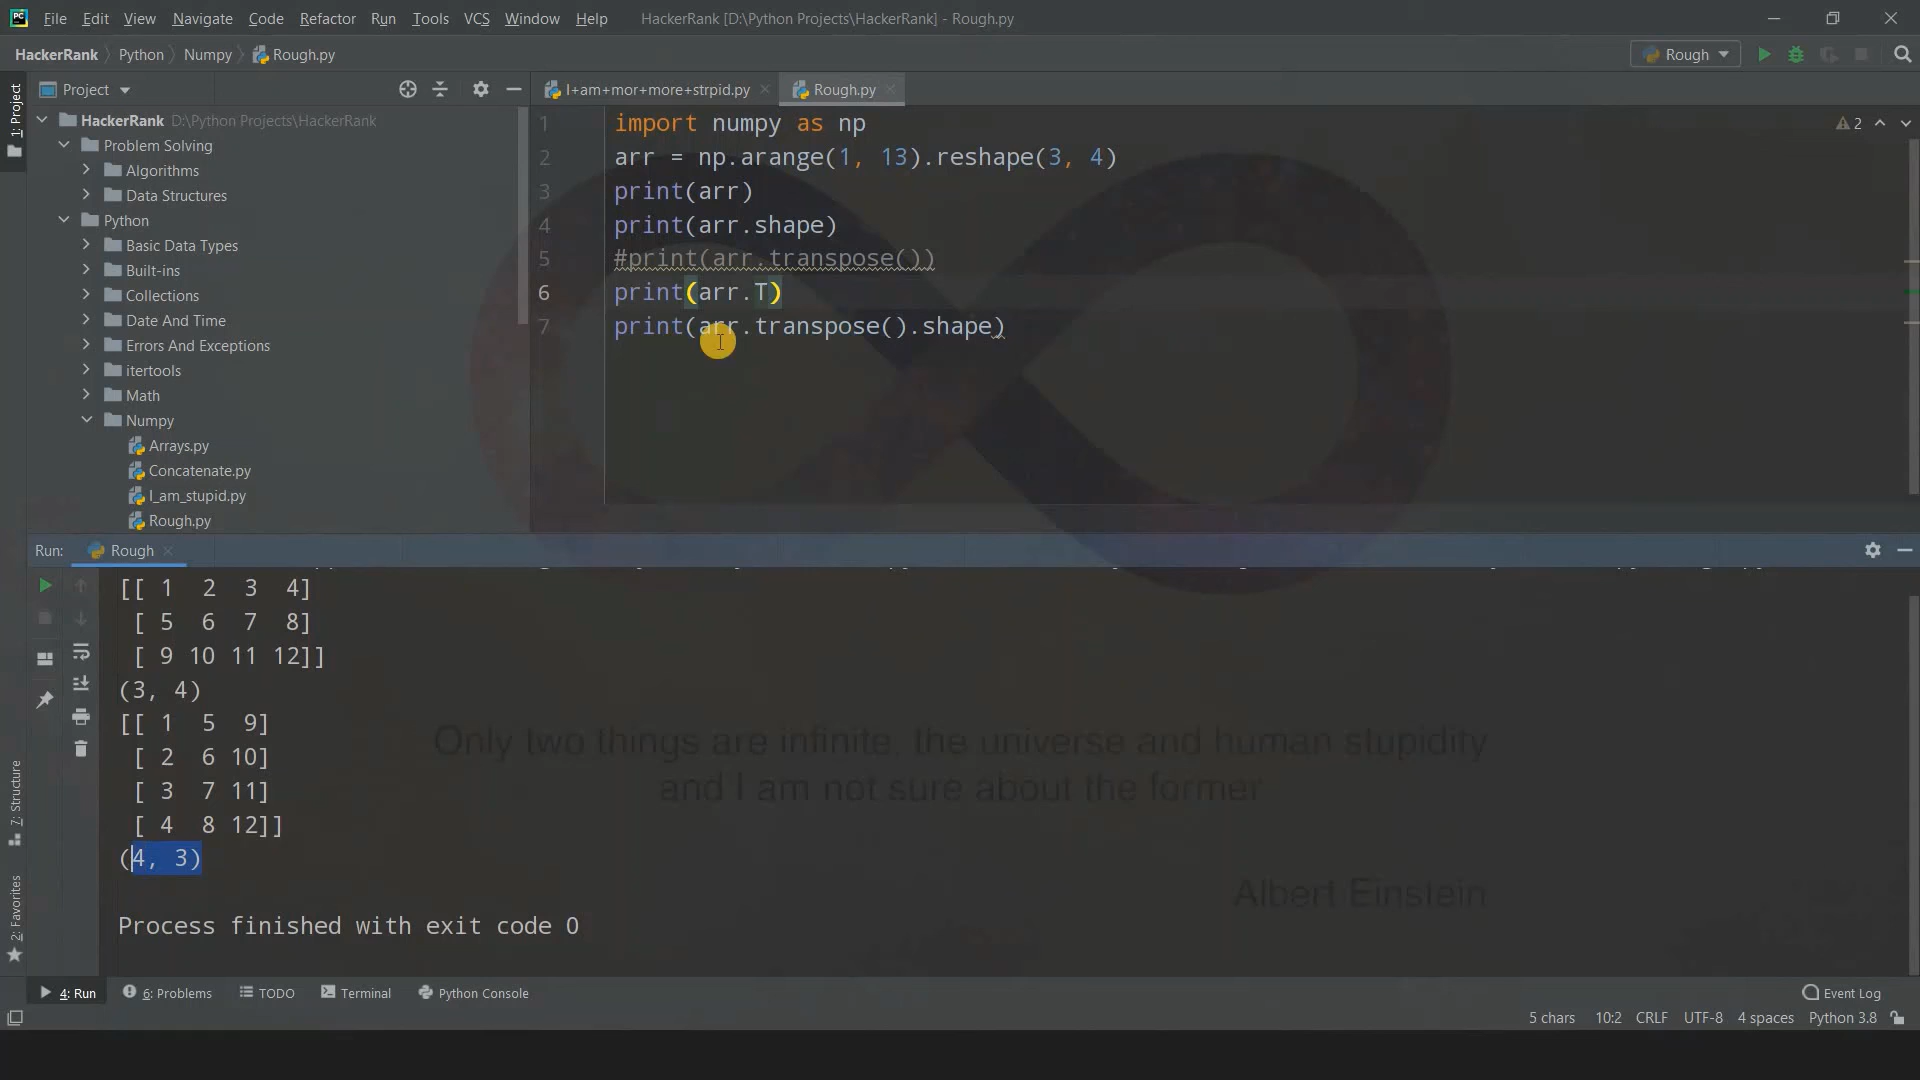 File Edit View Navigate Code Refactor Run Tools VCS Window Help HackerRank [D:\Python Projects\HackerRank] - Rough.py
HackerRank Python Numpy Rough.py Rough
Project I+am+mor+more+strpid.py Rough.py
1: Project
HackerRank D:\Python Projects\HackerRank
Problem Solving
Algorithms
Data Structures
Python
Basic Data Types
Built-ins
Collections
Date And Time
Errors And Exceptions
itertools
Math
Numpy
Arrays.py
Concatenate.py
I_am_stupid.py
Rough.py
1 import numpy as np
2 arr = np.arange(1, 13).reshape(3, 4)
3 print(arr)
4 print(arr.shape)
5 #print(arr.transpose())
6 print(arr.T)
7 print(arr.transpose().shape)
2
Run: Rough
[[ 1 2 3 4]
[ 5 6 7 8]
[ 9 10 11 12]]
(3, 4)
[[ 1 5 9]
[ 2 6 10]
[ 3 7 11]
[ 4 8 12]]
(4, 3)
Process finished with exit code 0
Only two things are infinite, the universe and human stupidity
and I am not sure about the former
Albert Einstein
7: Structure
2: Favorites
4: Run 6: Problems TODO Terminal Python Console Event Log
5 chars 10:2 CRLF UTF-8 4 spaces Python 3.8